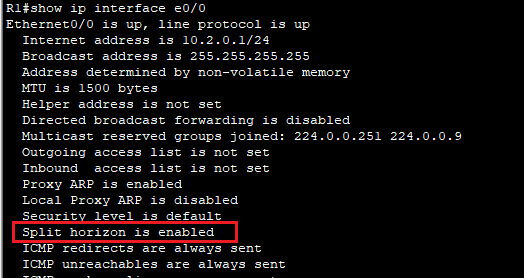 R1#show ip interface e0/0
Ethernet0/0 is up, line protocol is up
Internet address is 10.2.0.1/24
Broadcast address is 255.255.255.255
Address determined by non-volatile memory
MTU is 1500 bytes
Helper address is not set
Directed broadcast forwarding is disabled
Multicast reserved groups joined: 224.0.0.251 224.0.0.9
Outgoing access list is not set
Inbound  access list is not set
Proxy ARP is enabled
Local Proxy ARP is disabled
Security level is default
Split horizon is enabled
ICMP redirects are always sent
ICMP unreachables are always sent